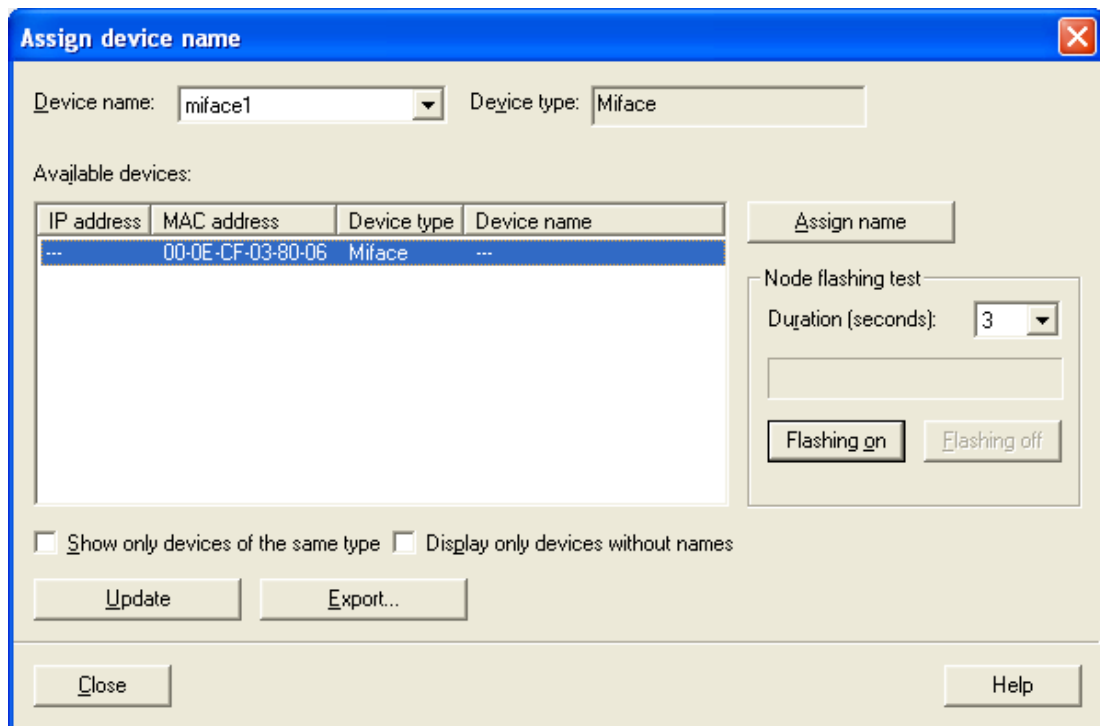 Assign device name
Device name: miface1 Device type: Miface
Available devices:
IP address MAC address Device type Device name
--- 00-0E-CF-03-80-06 Miface ---
Assign name
Node flashing test
Duration (seconds): 3
Flashing on Flashing off
Show only devices of the same type Display only devices without names
Update Export...
Close Help